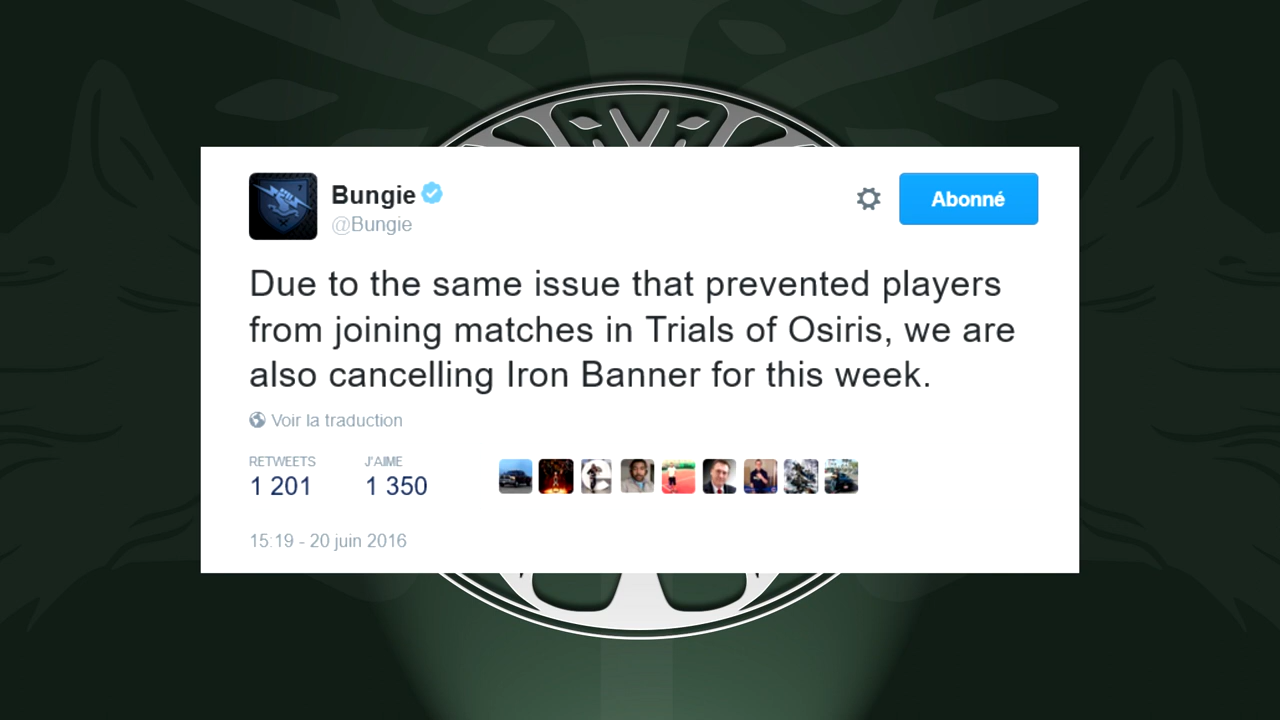 Bungie
@Bungie
Abonné
Due to the same issue that prevented players
from joining matches in Trials of Osiris, we are
also cancelling Iron Banner for this week.
Voir la traduction
RETWEETS J'AIME
1 201 1 350
15:19 - 20 juin 2016